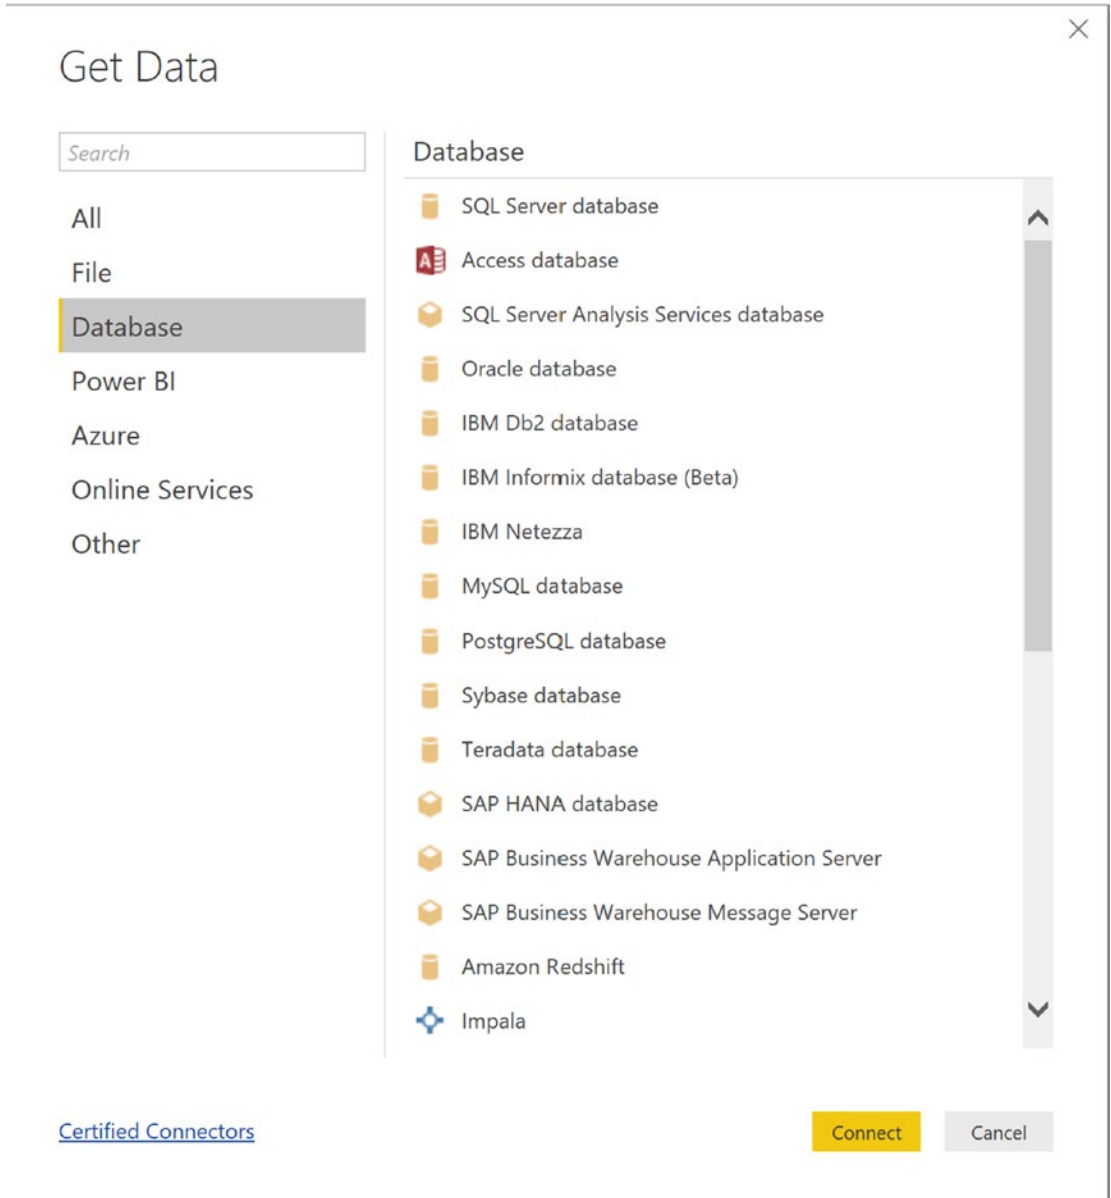 Get Data
Search
All
File
Database
Power BI
Azure
Online Services
Other
Database
SQL Server database
Access database
SQL Server Analysis Services database
Oracle database
IBM Db2 database
IBM Informix database (Beta)
IBM Netezza
MySQL database
PostgreSQL database
Sybase database
Teradata database
SAP HANA database
SAP Business Warehouse Application Server
SAP Business Warehouse Message Server
Amazon Redshift
Impala
Certified Connectors
Connect
Cancel